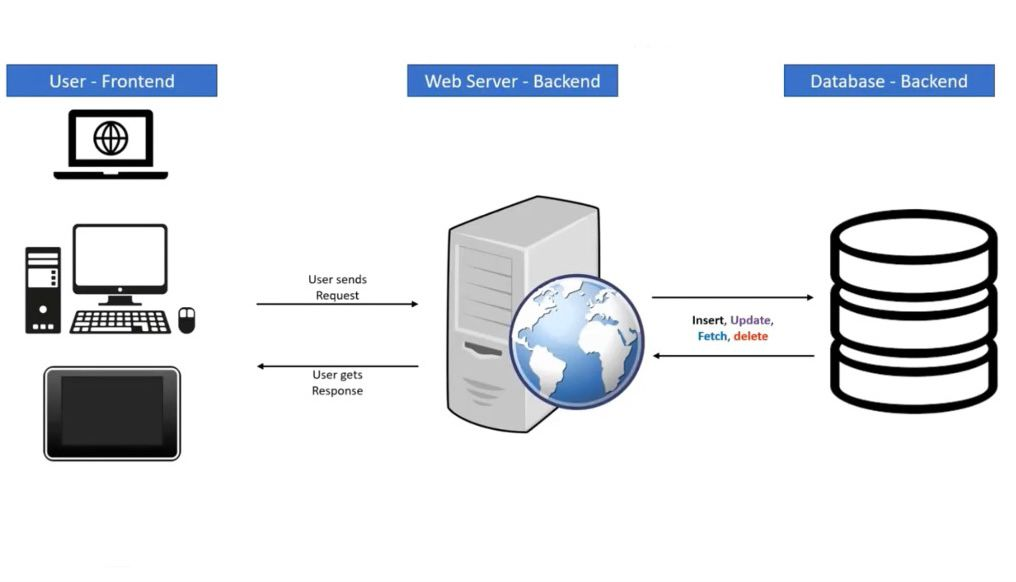 User - Frontend
Web Server - Backend
Database - Backend
User sends
Request
User gets
Response
Insert, Update,
Fetch, delete